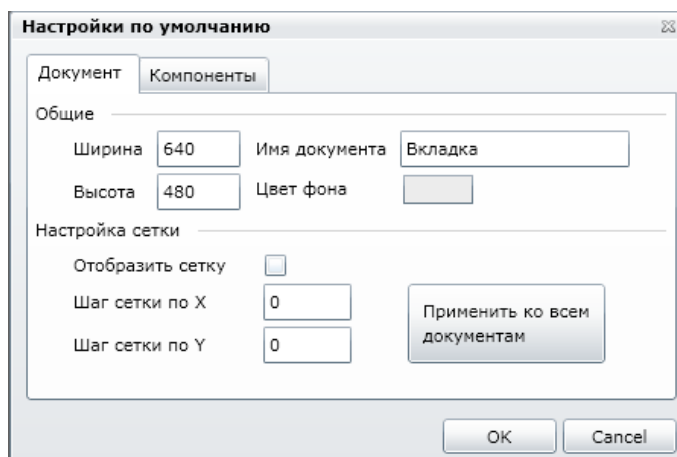 Настройки по умолчанию
Документ Компоненты
Общие
Ширина 640 Имя документа Вкладка
Высота 480 Цвет фона
Настройка сетки
Отобразить сетку
Шаг сетки по X 0
Шаг сетки по Y 0
Применить ко всем
документам
OK Cancel